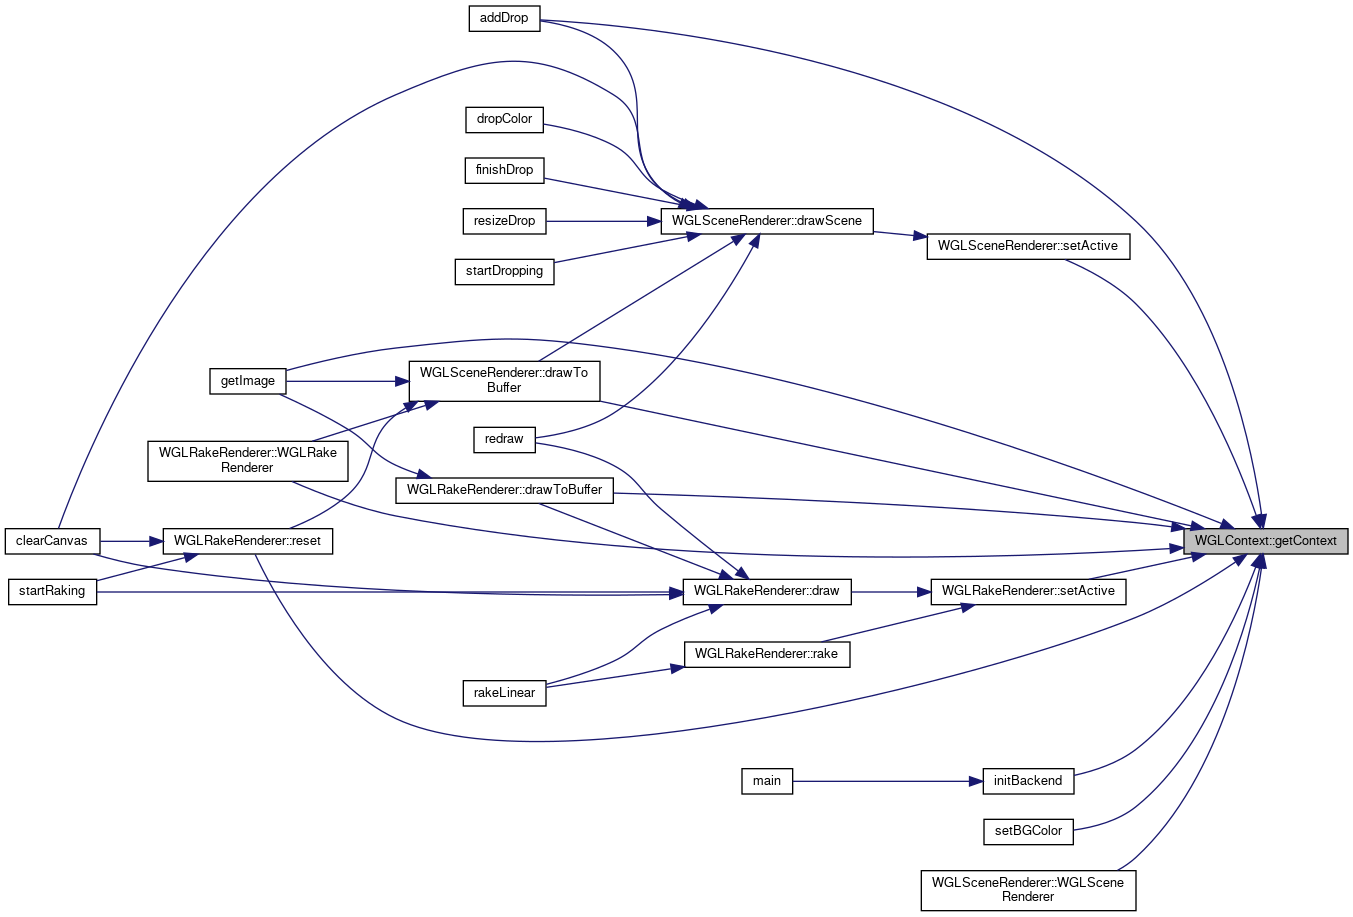 addDrop
dropColor
finishDrop
resizeDrop
WGLSceneRenderer::drawScene
WGLSceneRenderer::setActive
startDropping
getImage
WGLSceneRenderer::drawTo
Buffer
redraw
WGLRakeRenderer::WGLRake
Renderer
WGLRakeRenderer::drawToBuffer
clearCanvas
WGLRakeRenderer::reset
WGLContext::getContext
startRaking
WGLRakeRenderer::draw
WGLRakeRenderer::setActive
WGLRakeRenderer::rake
rakeLinear
main
initBackend
setBGColor
WGLSceneRenderer::WGLScene
Renderer